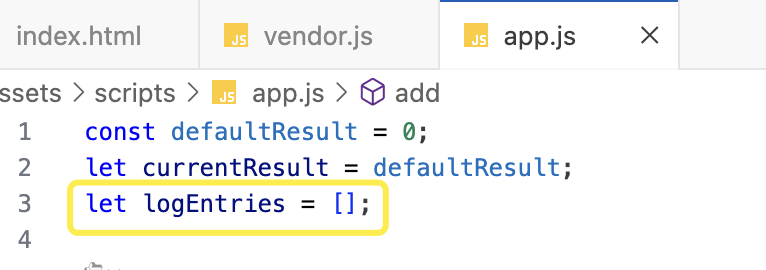 index.html JS vendor.js JS app.js
ssets > scripts > JS app.js > add
1 const defaultResult = 0;
2 let currentResult = defaultResult;
3 let logEntries = [];
4